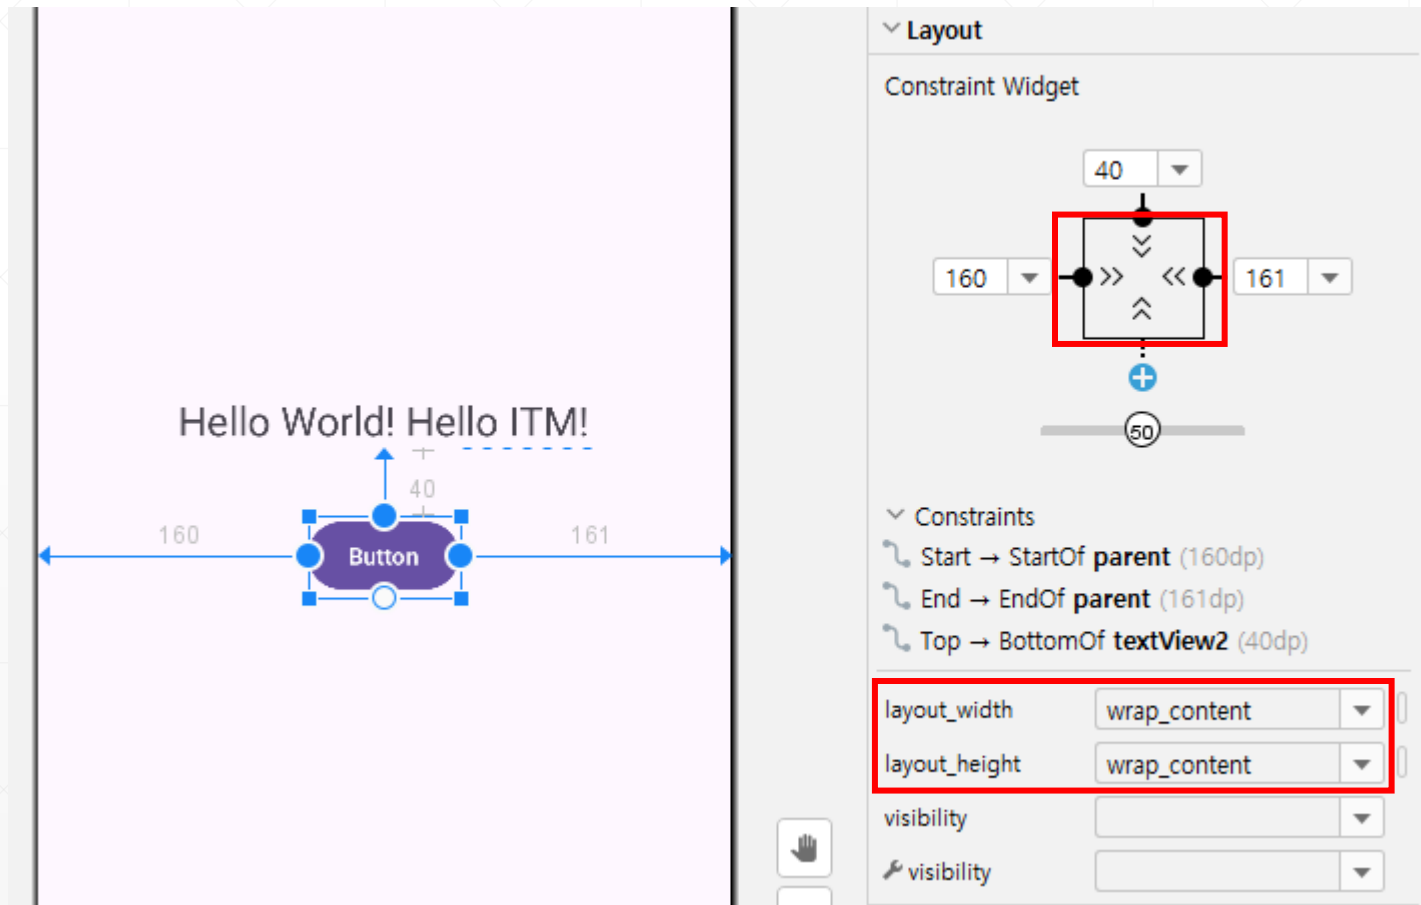 Layout
Constraint Widget
40
160
161
50
Hello World! Hello ITM!
40
160
161
Button
Constraints
Start → StartOf parent (160dp)
End → EndOf parent (161dp)
Top → BottomOf textView2 (40dp)
layout_width wrap_content
layout_height wrap_content
visibility
visibility